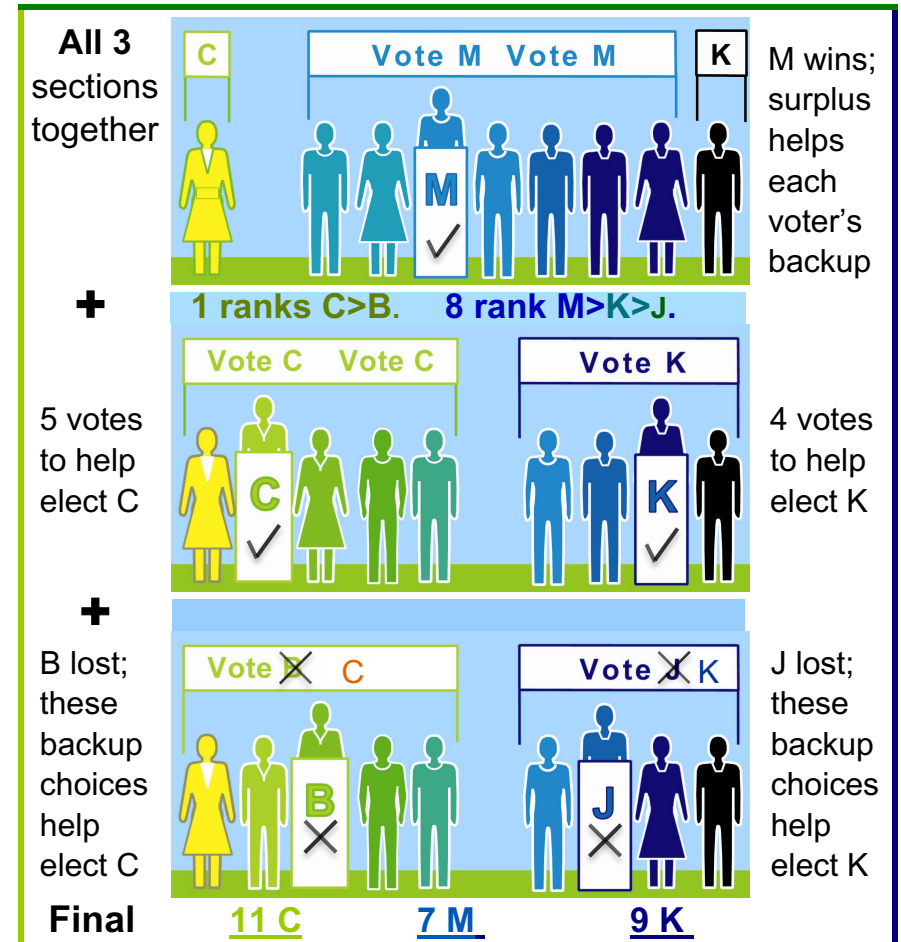 All 3
sections
together
C
Vote M Vote M
K
M
M wins;
surplus
helps
each
voter's
backup
+
1 ranks C>B. 8 rank M>K>J.
Vote C Vote C
Vote K
5 votes
to help
elect C
C
K
4 votes
to help
elect K
+
B lost;
these
backup
choices
help
elect C
Vote B C
Vote J K
B
J
J lost;
these
backup
choices
help
elect K
Final 11 C 7 M 9 K